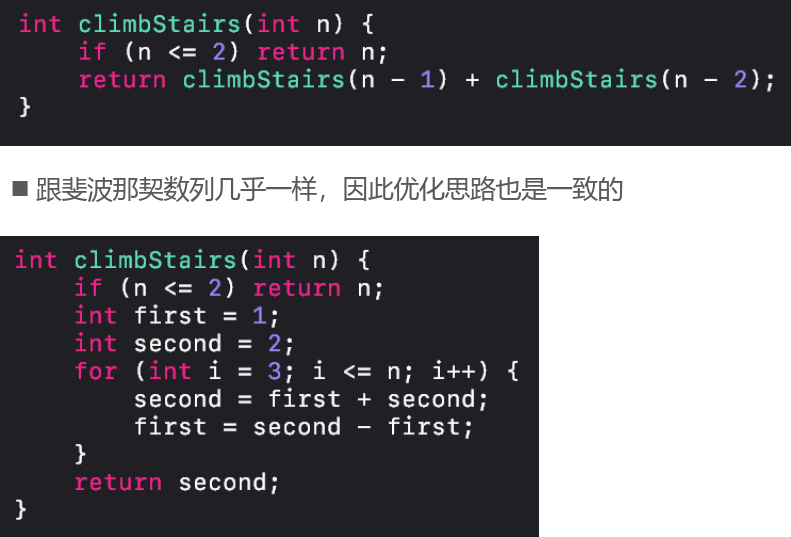 int climbStairs(int n) {
    if (n <= 2) return n;
    return climbStairs(n - 1) + climbStairs(n - 2);
}
■ 跟斐波那契数列几乎一样，因此优化思路也是一致的
int climbStairs(int n) {
    if (n <= 2) return n;
    int first = 1;
    int second = 2;
    for (int i = 3; i <= n; i++) {
        second = first + second;
        first = second - first;
    }
    return second;
}